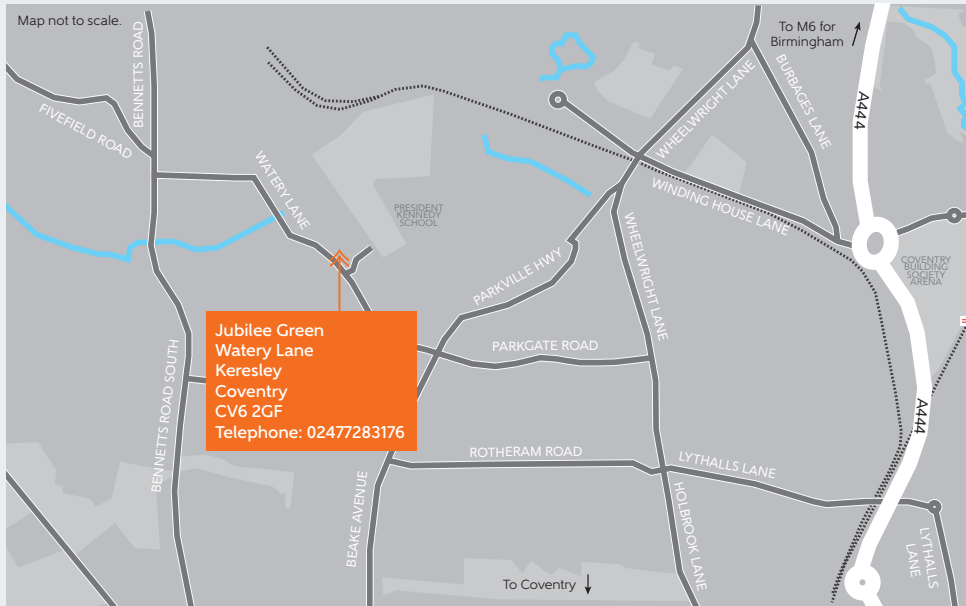 Map not to scale.
To M6 for
Birmingham
BENNETTS ROAD
FIVEFIELD ROAD
WATERY LANE
PRESIDENT
KENNEDY
SCHOOL
WHEELWRIGHT LANE
BURBAGES LANE
A444
WINDING HOUSE LANE
WHEELWRIGHT LANE
COVENTRY
BUILDING
SOCIETY
ARENA
PARKVILLE HWY
Jubilee Green
Watery Lane
Keresley
Coventry
CV6 2GF
Telephone: 02477283176
PARKGATE ROAD
BENNETTS ROAD SOUTH
A444
ROTHERAM ROAD
LYTHALLS LANE
BEAKE AVENUE
HOLBROOK LANE
LYTHALLS
LANE
To Coventry